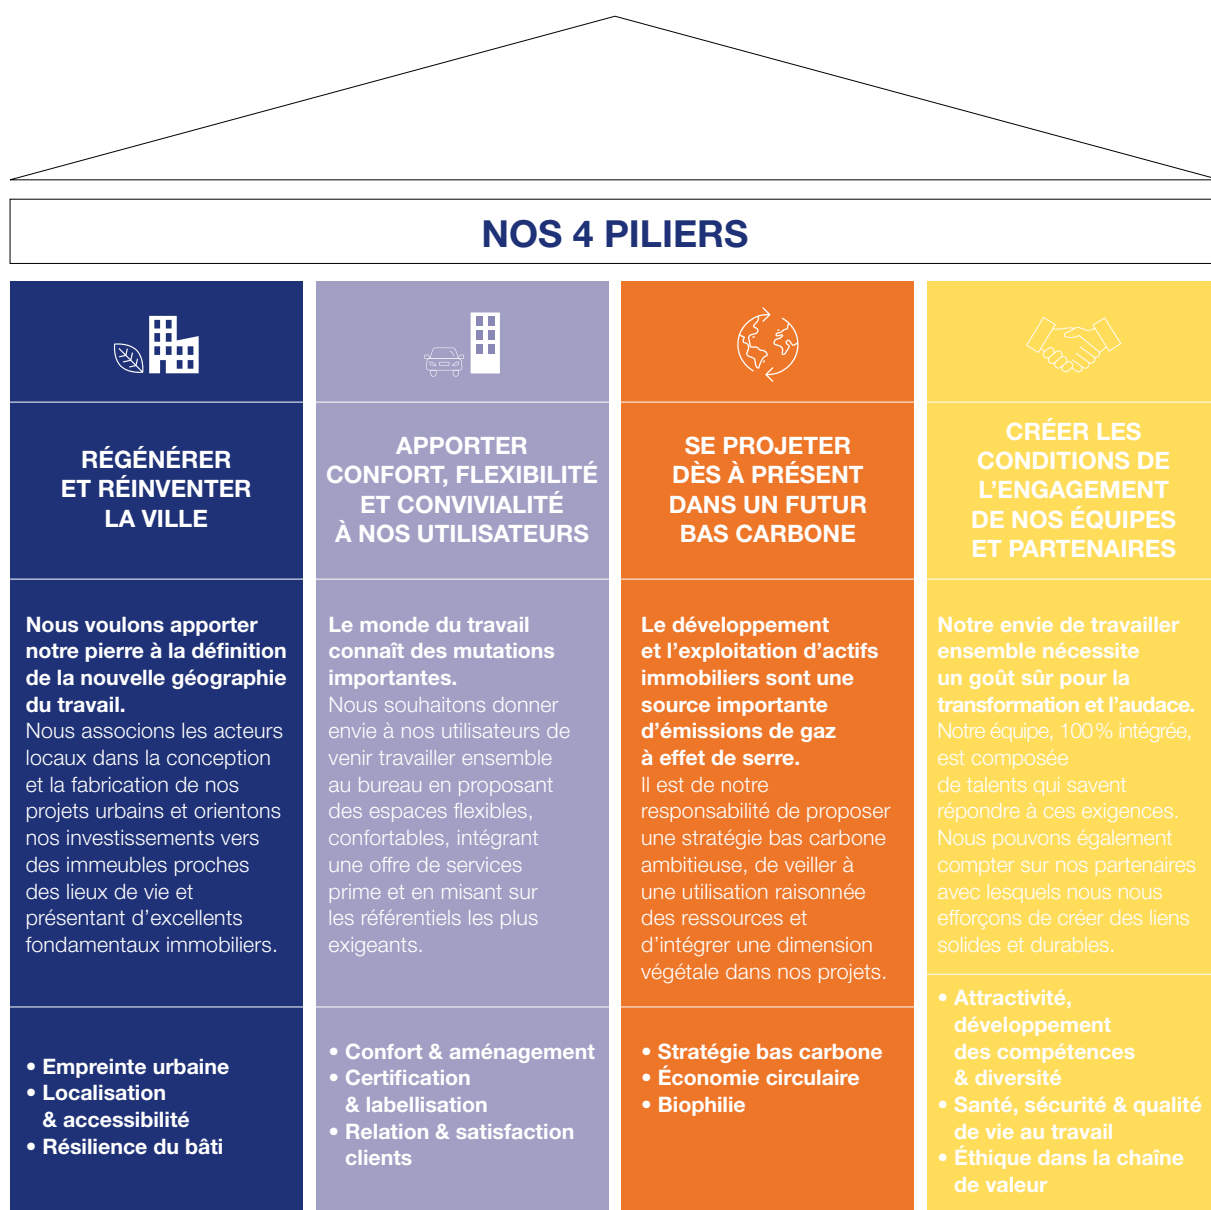 NOS 4 PILIERS
RÉGÉNÉRER
ET RÉINVENTER
LA VILLE
Nous voulons apporter
notre pierre à la définition
de la nouvelle géographie
du travail.
Nous associons les acteurs
locaux dans la conception
et la fabrication de nos
projets urbains et orientons
nos investissements vers
des immeubles proches
des lieux de vie et
présentant d’excellents
fondamentaux immobiliers.
• Empreinte urbaine
• Localisation
& accessibilité
• Résilience du bâti
APPORTER
CONFORT, FLEXIBILITÉ
ET CONVIVIALITÉ
À NOS UTILISATEURS
Le monde du travail
connaît des mutations
importantes.
Nous souhaitons donner
envie à nos utilisateurs de
venir travailler ensemble
au bureau en proposant
des espaces flexibles,
confortables, intégrant
une offre de services
prime et en misant sur
les référentiels les plus
exigeants.
• Confort & aménagement
• Certification
& labellisation
• Relation & satisfaction
clients
SE PROJETER
DÈS À PRÉSENT
DANS UN FUTUR
BAS CARBONE
Le développement
et l’exploitation d’actifs
immobiliers sont une
source importante
d’émissions de gaz
à effet de serre.
Il est de notre
responsabilité de proposer
une stratégie bas carbone
ambitieuse, de veiller à
une utilisation raisonnée
des ressources et
d’intégrer une dimension
végétale dans nos projets.
• Stratégie bas carbone
• Économie circulaire
• Biophilie
CRÉER LES
CONDITIONS DE
L’ENGAGEMENT
DE NOS ÉQUIPES
ET PARTENAIRES
Notre envie de travailler
ensemble nécessite
un goût sûr pour la
transformation et l’audace.
Notre équipe, 100 % intégrée,
est composée
de talents qui savent
répondre à ces exigences.
Nous pouvons également
compter sur nos partenaires
avec lesquels nous nous
efforçons de créer des liens
solides et durables.
• Attractivité,
développement
des compétences
& diversité
• Santé, sécurité & qualité
de vie au travail
• Éthique dans la chaîne
de valeur